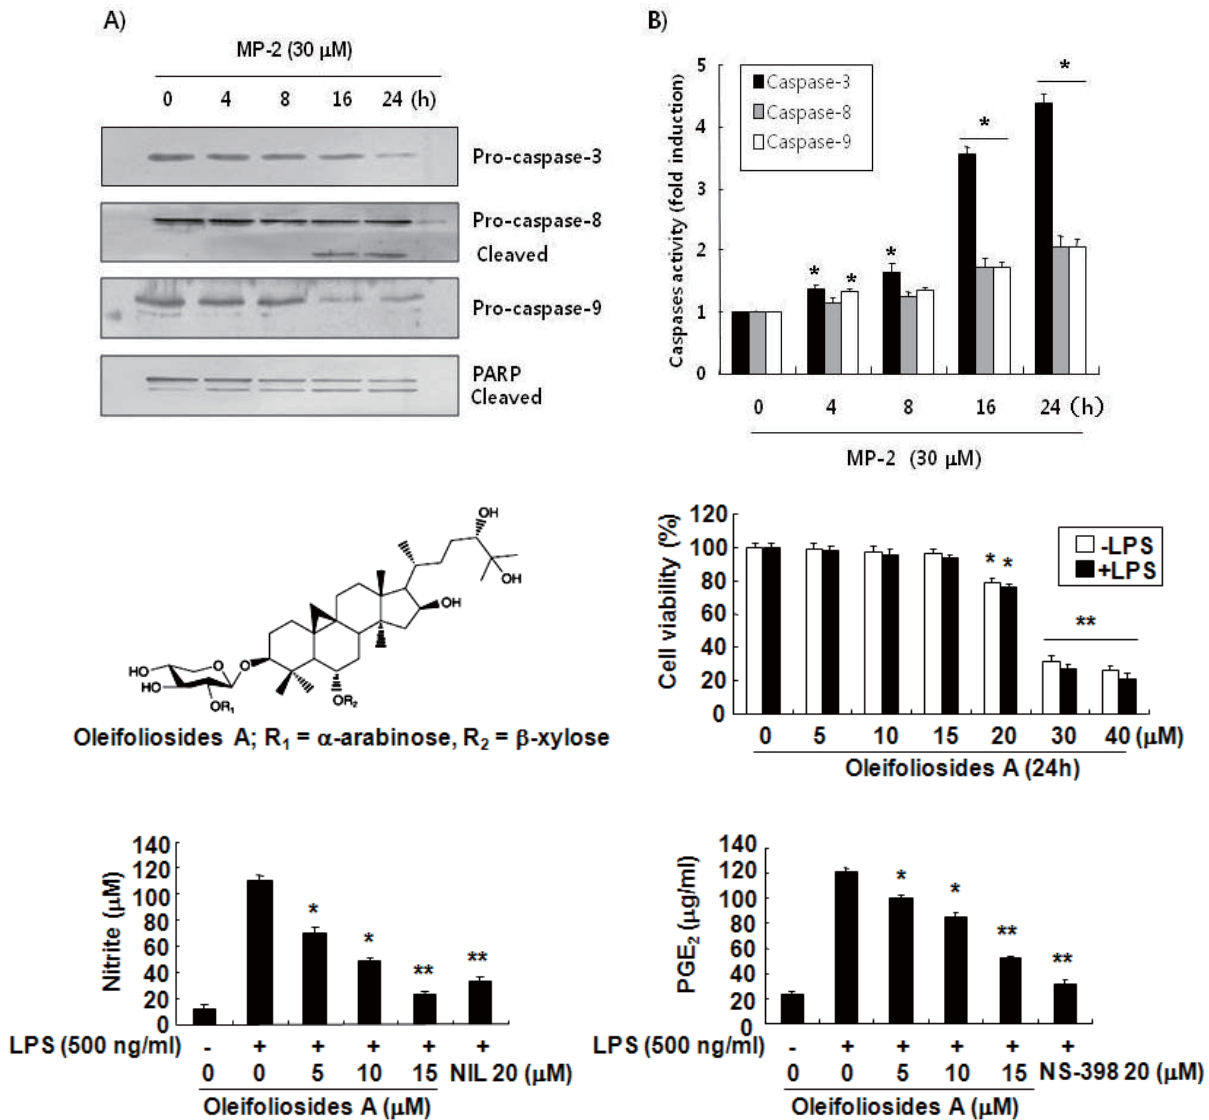 A)
MP-2 (30 μM)
0 4 8 16 24 (h)
Pro-caspase-3
Pro-caspase-8
Cleaved
Pro-caspase-9
PARP
Cleaved
B)
Caspases activity (fold induction)
5
4
3
2
1
0
Caspase-3
Caspase-8
Caspase-9
*
*
*
*
*
0 4 8 16 24 (h)
MP-2 (30 μM)
OH
OH
OH
HO
HO
O
O
OR1
OR2
Oleifoliosides A; R1 = α-arabinose, R2 = β-xylose
Cell viability (%)
120
100
80
60
40
20
0
-LPS
+LPS
* *
**
0 5 10 15 20 30 40 (μM)
Oleifoliosides A (24h)
Nitrite (μM)
140
120
100
80
60
40
20
0
*
*
**
**
LPS (500 ng/ml) - + + + + +
0 0 5 10 15 NIL 20 (μM)
Oleifoliosides A (μM)
PGE2 (μg/ml)
140
120
100
80
60
40
20
0
*
*
**
**
LPS (500 ng/ml) - + + + + +
0 0 5 10 15 NS-398 20 (μM)
Oleifoliosides A (μM)